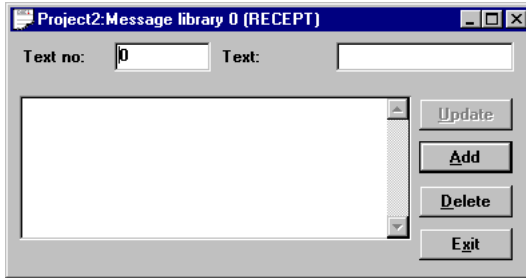 Project2:Message library 0 (RECEPT)
Text no: 0 Text:
Update
Add
Delete
Exit